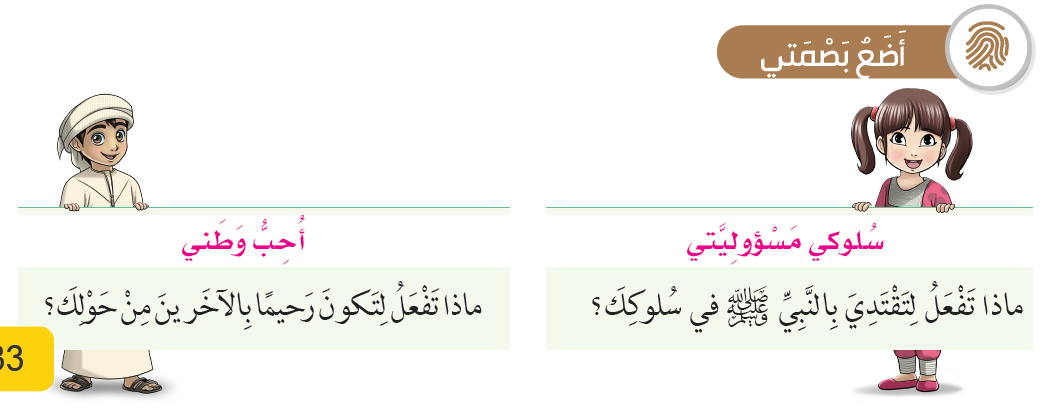 أَضَعُ بَصْمَتي
سُلوكي مَسْؤوليَّتي
ماذا تَفْعَلُ لِتَقْتَدِيَ بِالنَّبِيِّ ﷺ في سُلوكِكَ؟
أُحِبُّ وَطَني
ماذا تَفْعَلُ لِتَكونَ رَحيمًا بِالآخَرينَ مِنْ حَوْلِكَ؟